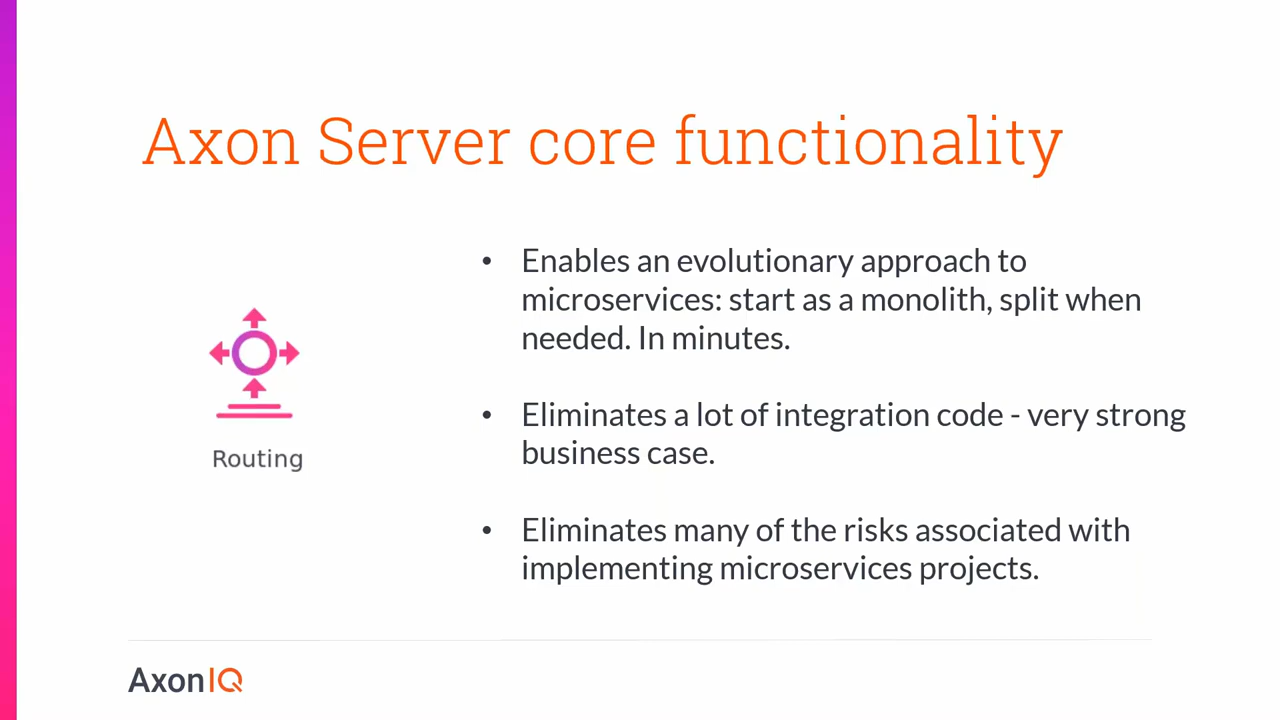 Axon Server core functionality
• Enables an evolutionary approach to
microservices: start as a monolith, split when
needed. In minutes.
• Eliminates a lot of integration code - very strong
business case.
• Eliminates many of the risks associated with
implementing microservices projects.
Routing
AxonIQ